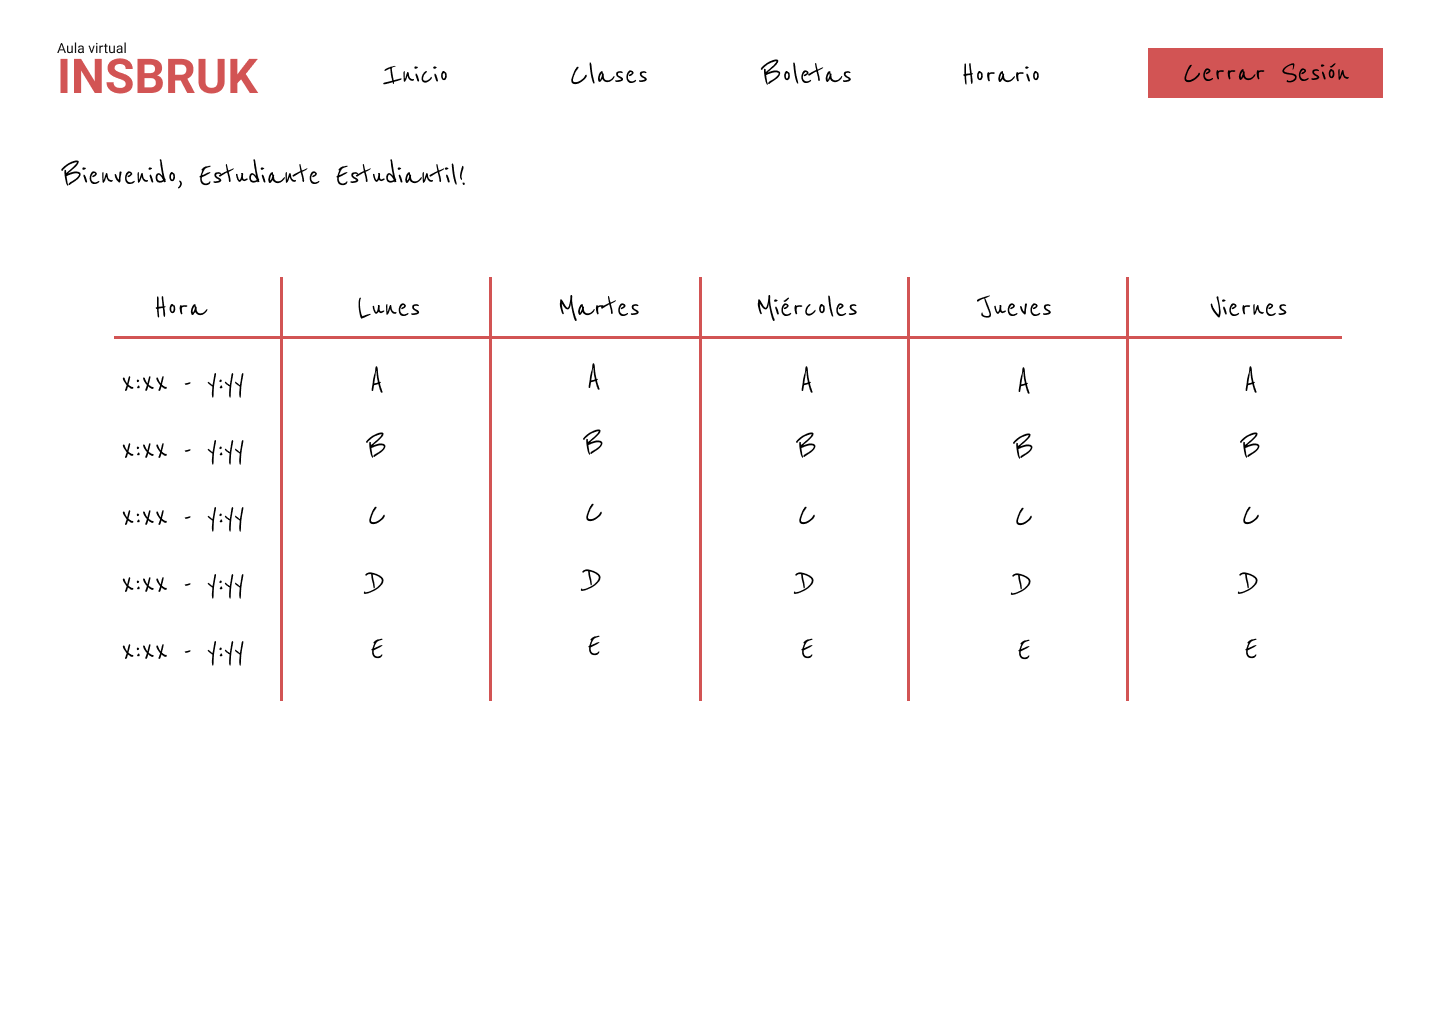 Aula virtual
INSBRUK
Inicio Clases Boletas Horario Cerrar Sesión
Bienvenido, Estudiante Estudiantil!
Hora Lunes Martes Miércoles Jueves Viernes
x:xx - y:yy A A A A A
x:xx - y:yy B B B B B
x:xx - y:yy C C C C C
x:xx - y:yy D D D D D
x:xx - y:yy E E E E E